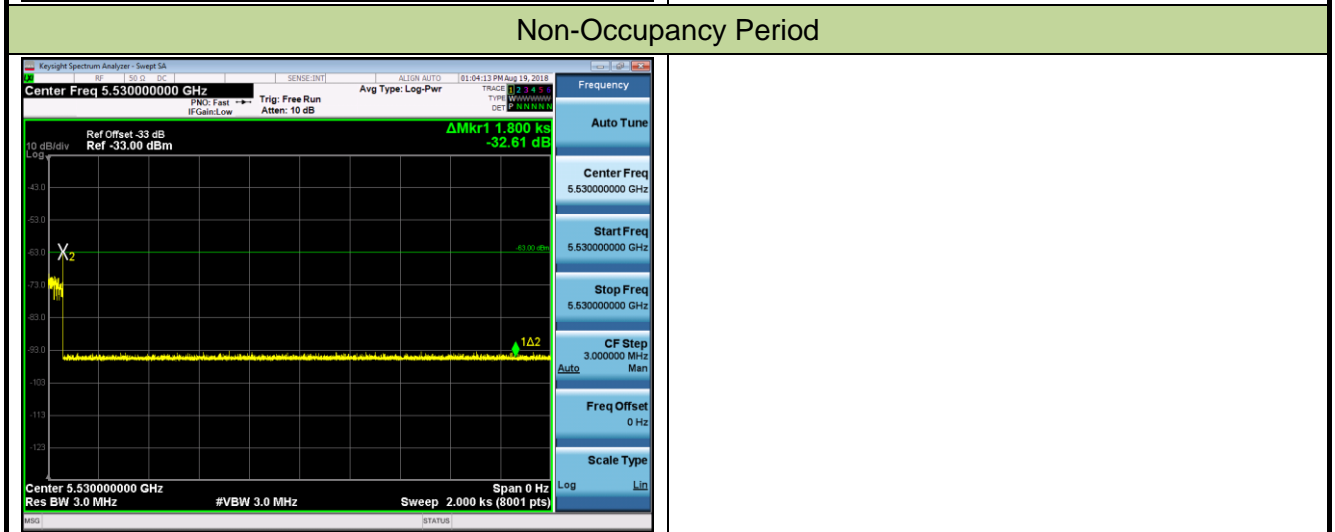 Non-Occupancy Period
Keysight Spectrum Analyzer - Swept SA
RF 50 Ω DC SENSE:INT ALIGN AUTO 01:04:13 PM Aug 19, 2018
Center Freq 5.530000000 GHz
PNO: Fast
IFGain:Low
Trig: Free Run
Atten: 10 dB
Avg Type: Log-Pwr
TRACE 1 2 3 4 5 6
TYPE WWWWWW
DET P N N N N N
Frequency
Auto Tune
ΔMkr1 1.800 ks
-32.61 dB
Ref Offset -33 dB
10 dB/div Ref -33.00 dBm
Log
-43.0
-53.0
-63.0
-73.0
-83.0
-93.0
-103
-113
-123
X2
-63.00 dBm
1Δ2
Center Freq
5.530000000 GHz
Start Freq
5.530000000 GHz
Stop Freq
5.530000000 GHz
CF Step
3.000000 MHz
Auto Man
Freq Offset
0 Hz
Scale Type
Log Lin
Center 5.530000000 GHz Span 0 Hz
Res BW 3.0 MHz #VBW 3.0 MHz Sweep 2.000 ks (8001 pts)
MSG STATUS